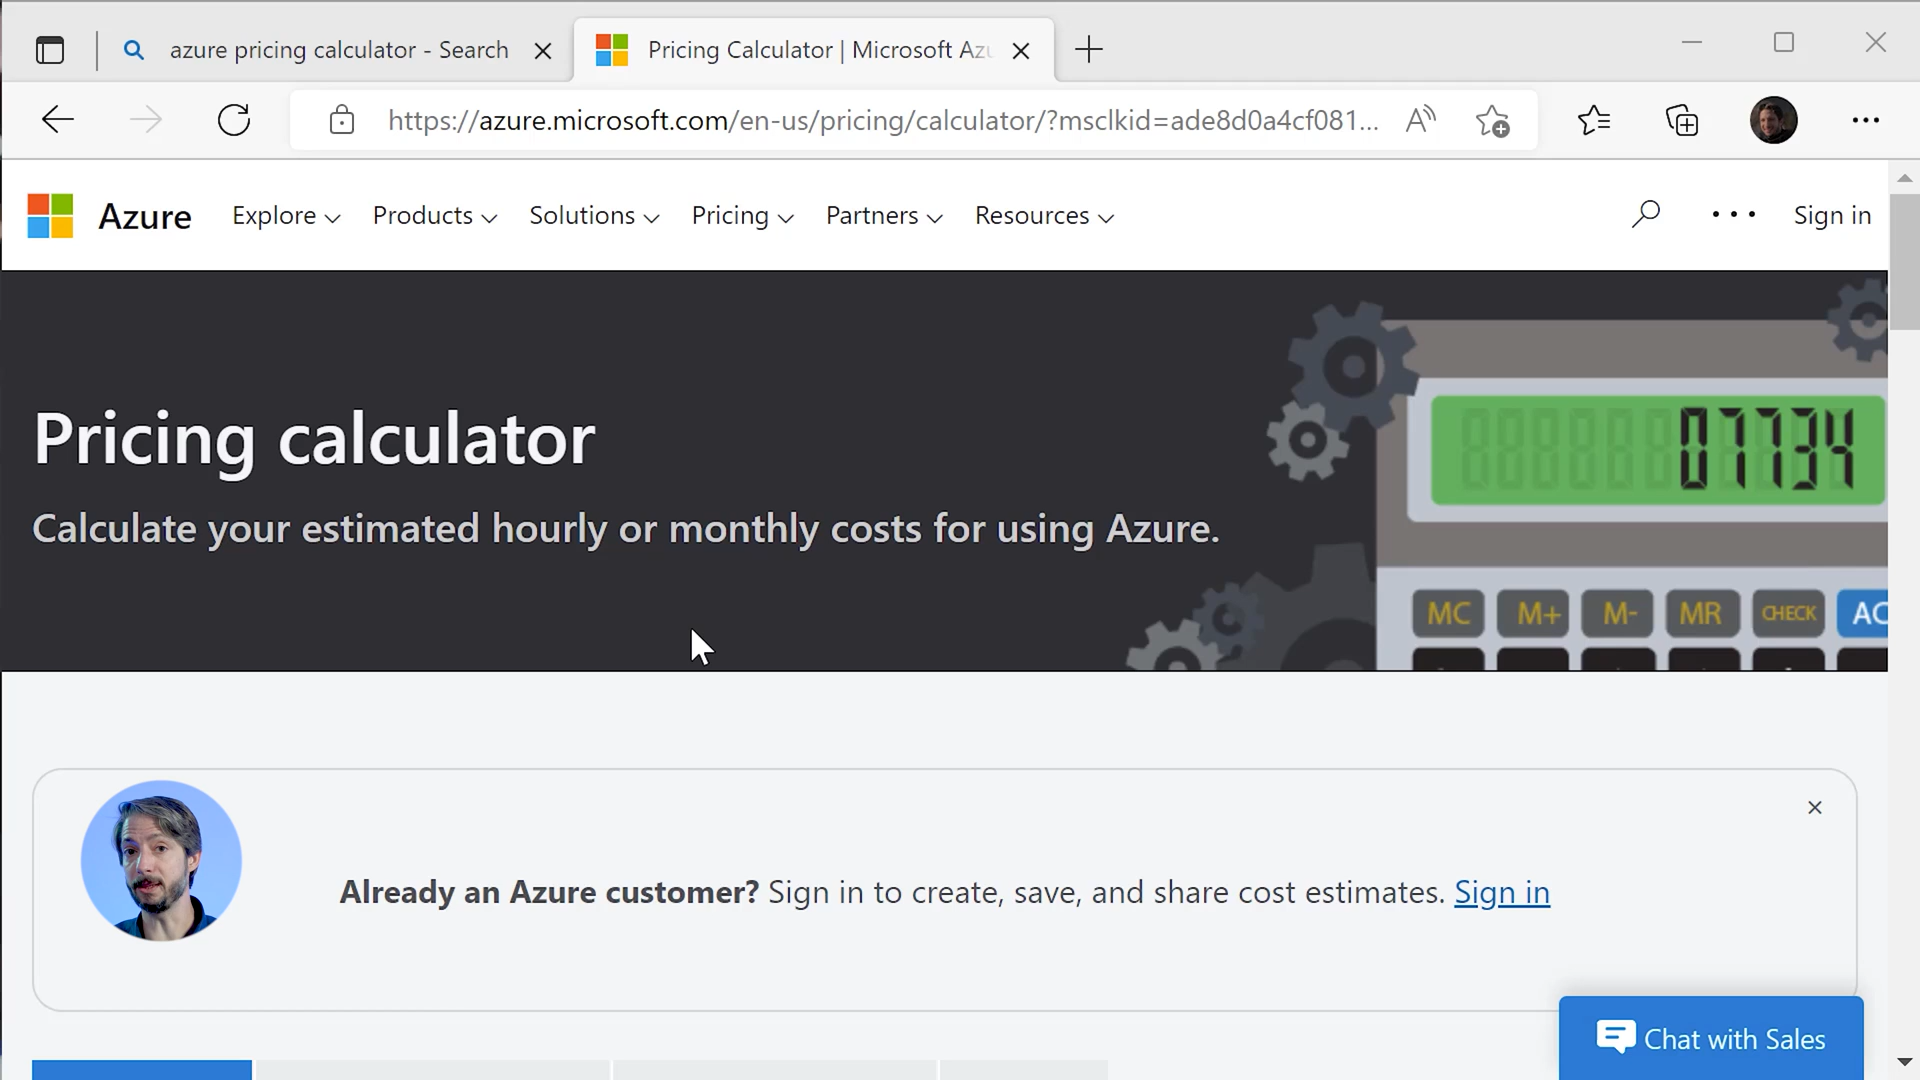 azure pricing calculator - Search
Pricing Calculator | Microsoft Azu
https://azure.microsoft.com/en-us/pricing/calculator/?msclkid=ade8d0a4cf081...
Azure Explore Products Solutions Pricing Partners Resources Sign in
Pricing calculator
Calculate your estimated hourly or monthly costs for using Azure.
07734
MC M+ M- MR CHECK AC
Already an Azure customer? Sign in to create, save, and share cost estimates. Sign in
Chat with Sales